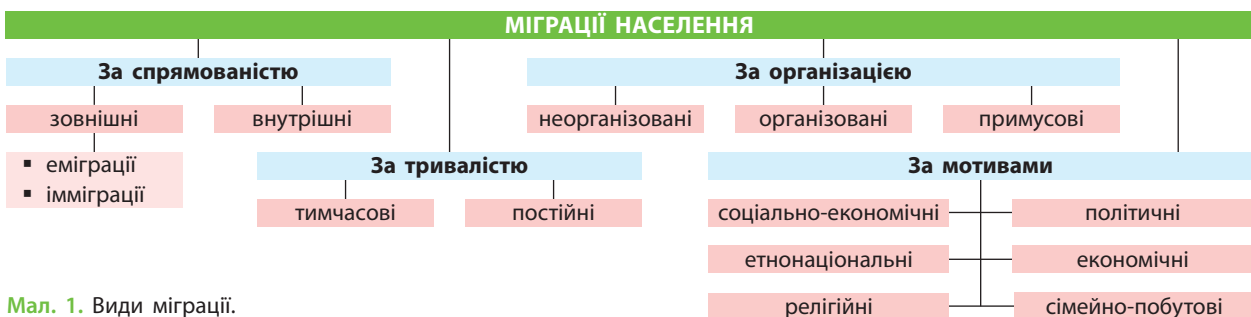 МІГРАЦІЇ НАСЕЛЕННЯ
За спрямованістю
зовнішні
внутрішні
▪ еміграції
▪ імміграції
За тривалістю
тимчасові
постійні
За організацією
неорганізовані
організовані
примусові
За мотивами
соціально-економічні
політичні
етнонаціональні
економічні
релігійні
сімейно-побутові
Мал. 1. Види міграції.